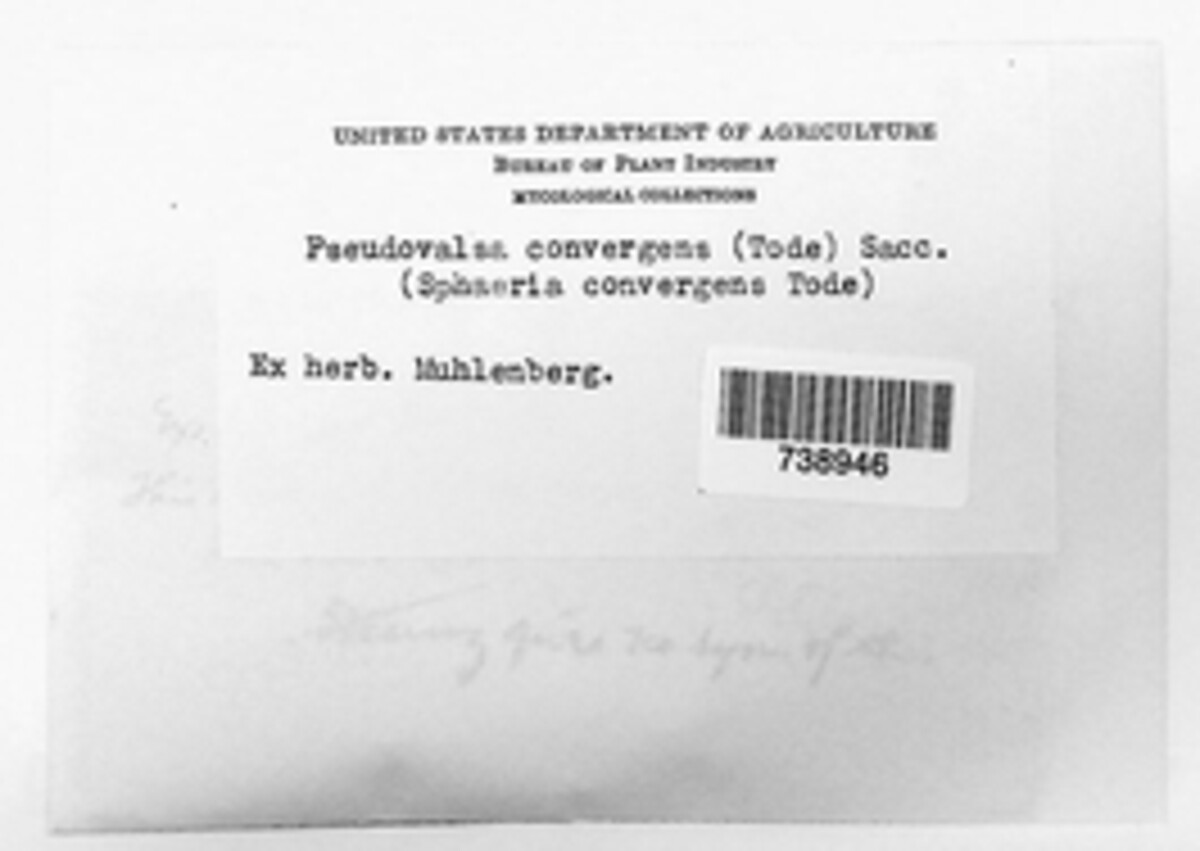 UNITED STATES DEPARTMENT OF AGRICULTURE
BUREAU OF PLANT INDUSTRY
MYCOLOGICAL COLLECTIONS
Pseudovalsa convergens (Tode) Sacc.
(Sphaeria convergens Tode)
Ex herb. Muhlenberg.
738946
of